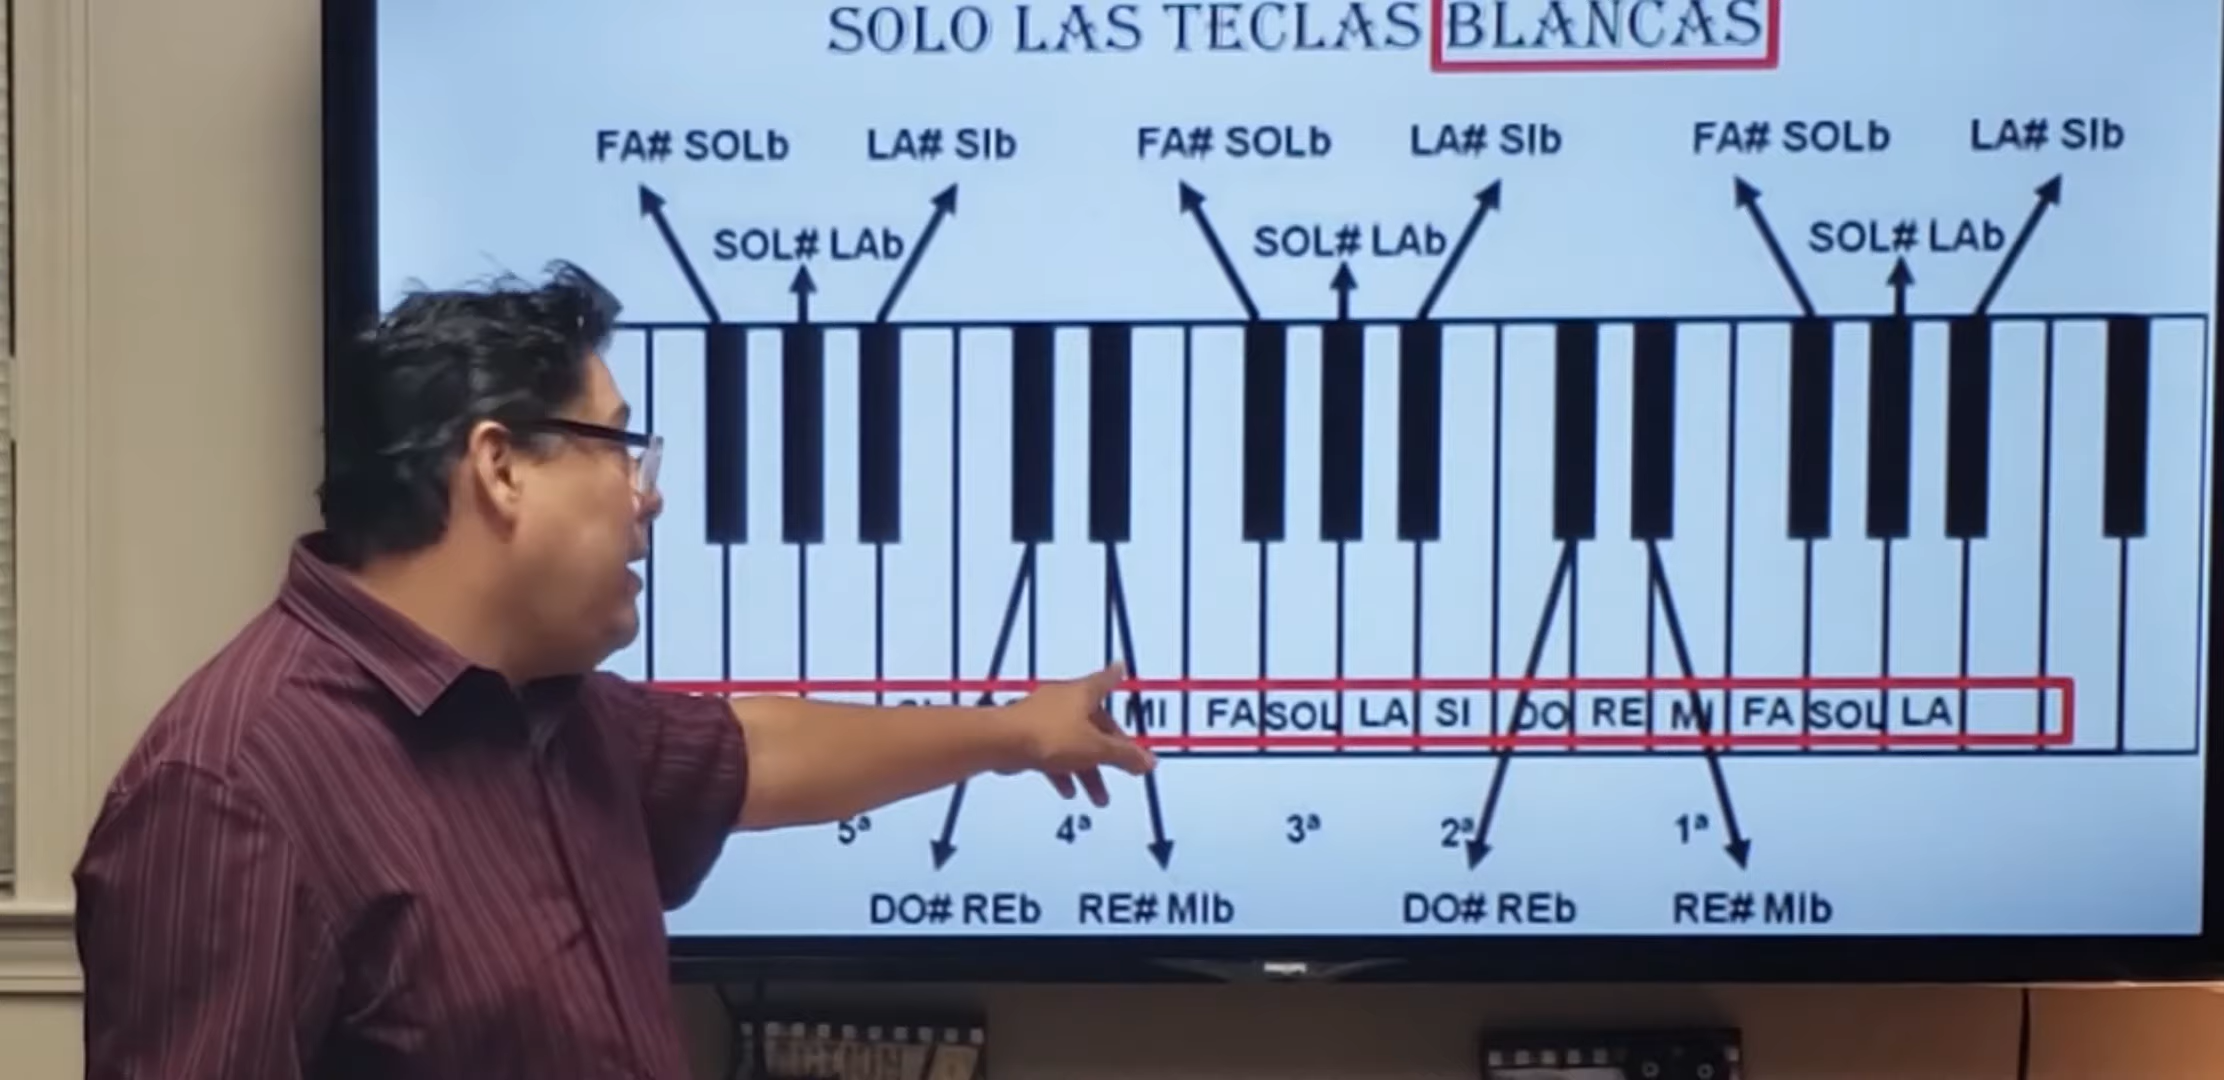 SOLO LAS TECLAS BLANCAS
FA# SOLb LA# SIb FA# SOLb LA# SIb FA# SOLb LA# SIb
SOL# LAb SOL# LAb SOL# LAb
MI FA SOL LA SI DO RE MI FA SOL LA
5ª 4ª 3ª 2ª 1ª
DO# REb RE# MIb DO# REb RE# MIb